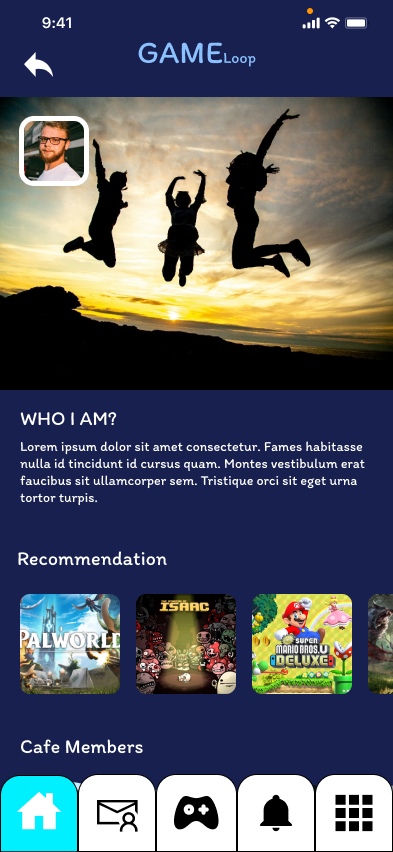 9:41
GAMELoop
WHO I AM?
Lorem ipsum dolor sit amet consectetur. Fames habitasse
nulla id tincidunt id cursus quam. Montes vestibulum erat
faucibus sit ullamcorper sem. Tristique orci sit eget urna
tortor turpis.
Recommendation
PALWORLD
ISAAC
SUPER
MARIO BROS. U
DELUXE
Cafe Members